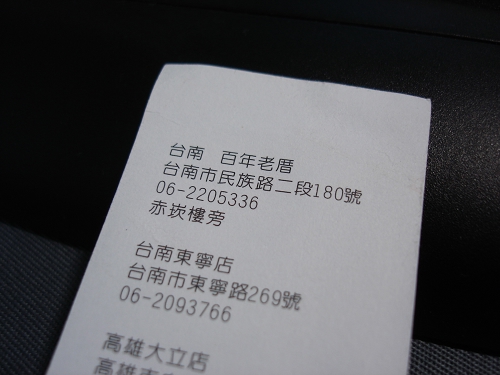 台南 百年老厝
台南市民族路二段180號
06-2205336
赤崁樓旁
台南東寧店
台南市東寧路269號
06-2093766
高雄大立店